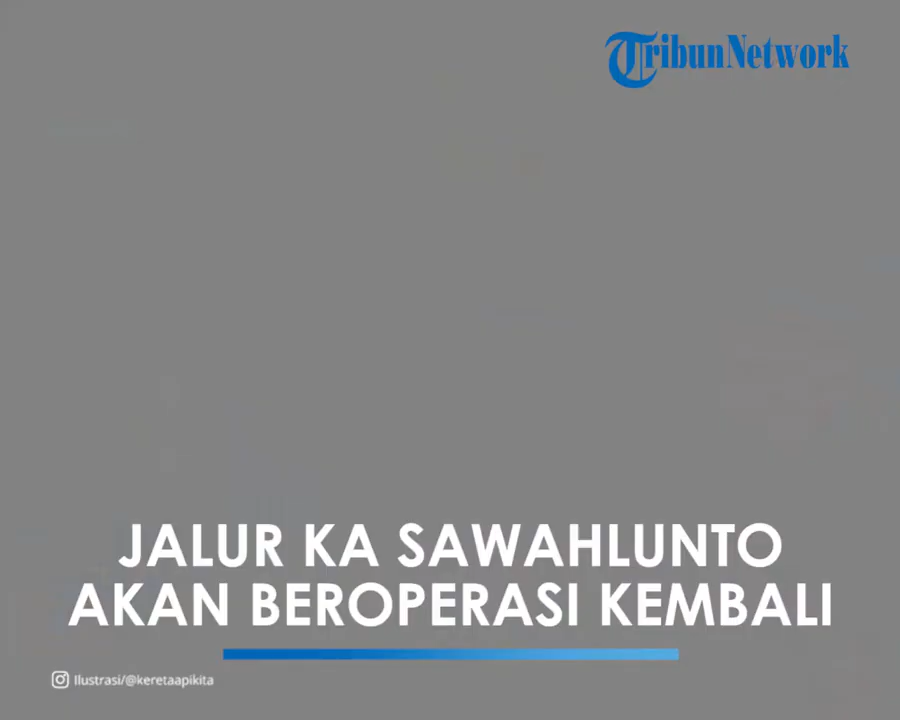 TribunNetwork
JALUR KA SAWAHLUNTO
AKAN BEROPERASI KEMBALI
Ilustrasi/@keretaapikita